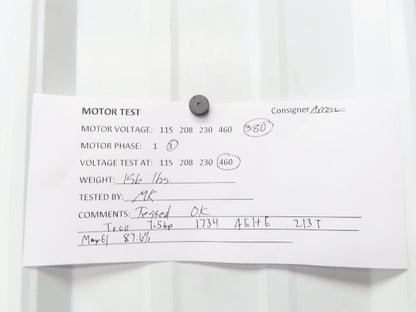 MOTOR TEST Consigner Arrow
MOTOR VOLTAGE: 115 208 230 460 380
MOTOR PHASE: 1 3
VOLTAGE TEST AT: 115 208 230 460
WEIGHT: 156 lbs
TESTED BY: MK
COMMENTS: Tested OK
Teco 7.5hp 1734 AEHE 213T
87.6%